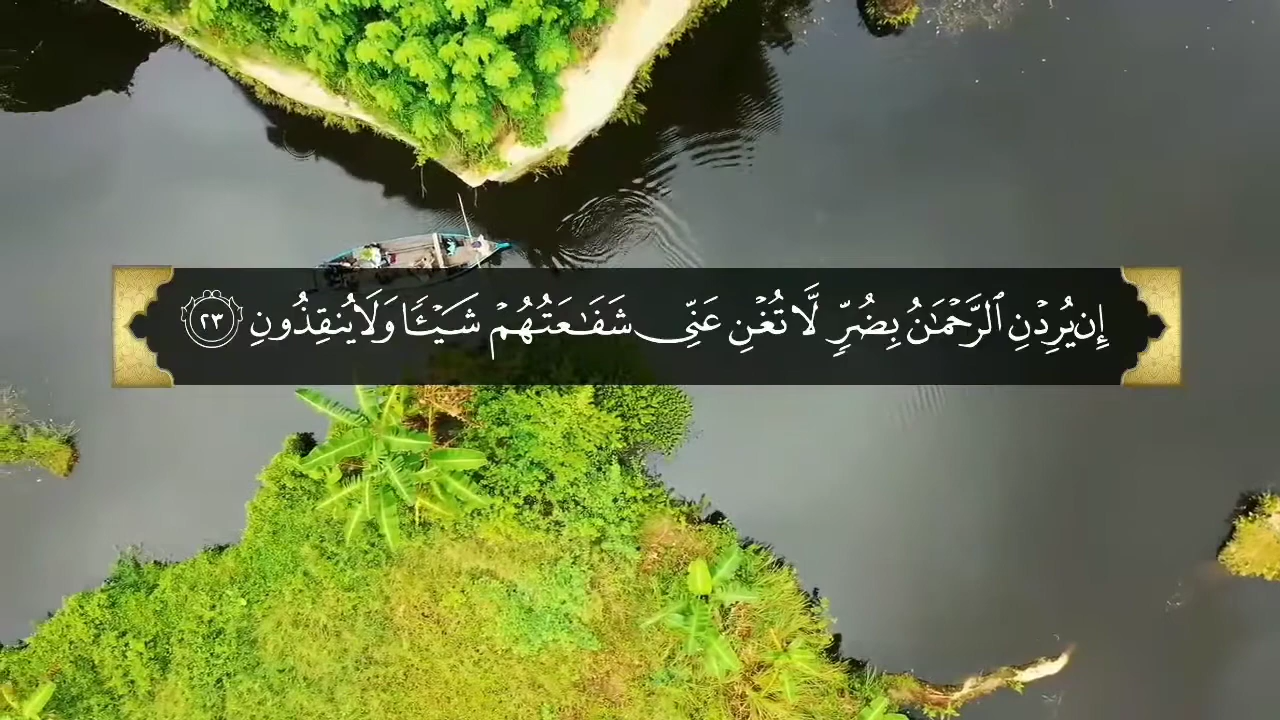 إِن يُرِدْنِ ٱلرَّحْمَـٰنُ بِضُرٍّ لَّا تُغْنِ عَنِّى شَفَـٰعَتُهُمْ شَيْـًٔا وَلَا يُنقِذُونِ ٢٣